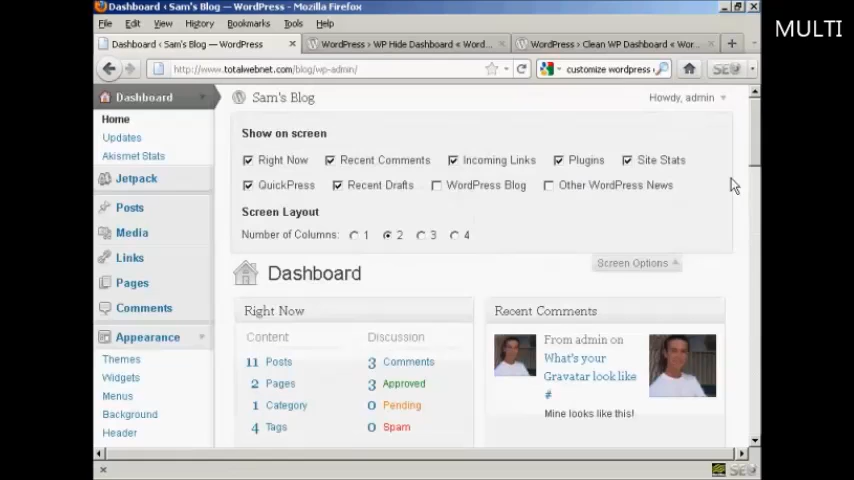 Dashboard ‹ Sam's Blog — WordPress - Mozilla Firefox
MULTI
File Edit View History Bookmarks Tools Help
Dashboard ‹ Sam's Blog — WordPress × WordPress › WP Hide Dashboard « Word... × WordPress › Clean WP Dashboard « Wor... × +
http://www.totalwebnet.com/blog/wp-admin/ customize wordpress SEO
Dashboard Sam's Blog Howdy, admin
Home
Updates
Akismet Stats
Jetpack
Posts
Media
Links
Pages
Comments
Appearance
Themes
Widgets
Menus
Background
Header
Show on screen
Right Now Recent Comments Incoming Links Plugins Site Stats
QuickPress Recent Drafts WordPress Blog Other WordPress News
Screen Layout
Number of Columns: 1 2 3 4
Screen Options
Dashboard
Right Now
Content Discussion
11 Posts 3 Comments
2 Pages 3 Approved
1 Category 0 Pending
4 Tags 0 Spam
Recent Comments
From admin on
What's your
Gravatar look like
#
Mine looks like this!
× SEO